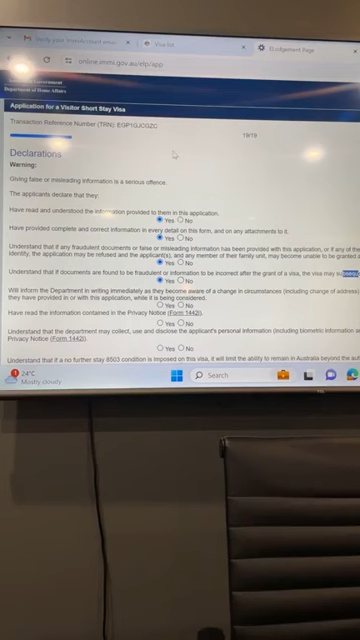 Verify your ImmiAccount email
Visa list
ELodgement Page
online.immi.gov.au/elp/app
Department of Home Affairs
Application for a Visitor Short Stay Visa
Transaction Reference Number (TRN):
19/19
Declarations
Warning:
Giving false or misleading information is a serious offence.
The applicants declare that they:
Have read and understood the information provided to them in this application.
Yes No
Have provided complete and correct information in every detail on this form, and on any attachments to it.
Yes No
Understand that if any fraudulent documents or false or misleading information has been provided with this application, or if any of the
identity, the application may be refused and the applicant(s), and any member of their family unit, may become unable to be granted a
Yes No
Understand that if documents are found to be fraudulent or information to be incorrect after the grant of a visa, the visa may
Yes No
Will inform the Department in writing immediately as they become aware of a change in circumstances (including change of address)
they have provided in or with this application, while it is being considered.
Yes No
Have read the information contained in the Privacy Notice (Form 1442i).
Yes No
Understand that the department may collect, use and disclose the applicant's personal information (including biometric information
Privacy Notice (Form 1442i).
Yes No
Understand that if a no further stay 8503 condition is imposed on this visa, it will limit the ability to remain in Australia beyond the
1
24°C
Mostly cloudy
Search